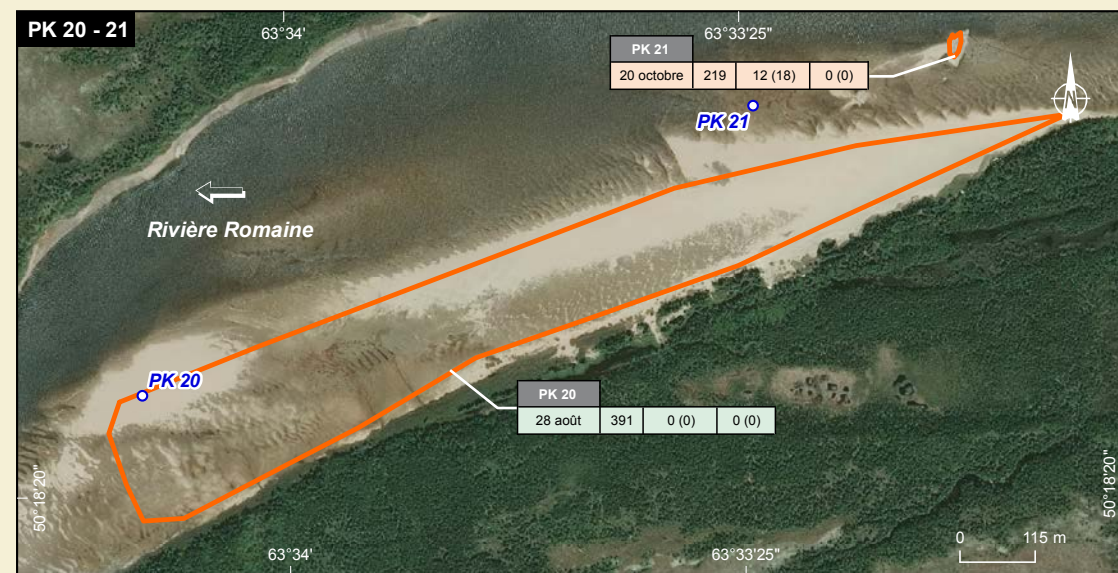 PK 20 - 21
63°34' 63°33'25"
PK 21
20 octobre 219 12 (18) 0 (0)
PK 21
N
Rivière Romaine
PK 20
PK 20
28 août 391 0 (0) 0 (0)
50°18'20" 50°18'20"
63°34' 63°33'25"
0 115 m